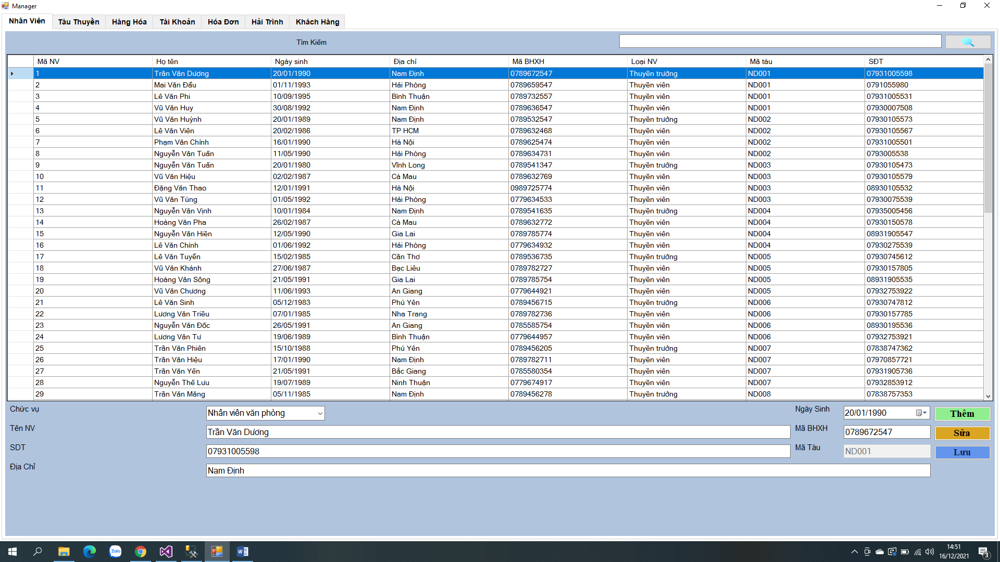 Manager
Nhân Viên Tàu Thuyền Hàng Hóa Tài Khoản Hóa Đơn Hải Trình Khách Hàng
Tìm Kiếm
Mã NV Họ tên Ngày sinh Địa chỉ Mã BHXH Loại NV Mã tàu SĐT
1 Trần Văn Dương 20/01/1990 Nam Định 0789672547 Thuyền trưởng ND001 07931005598
2 Mai Văn Đẩu 01/11/1993 Hải Phòng 0789659547 Thuyền viên ND001 0791055980
3 Lê Văn Phi 10/09/1995 Bình Thuận 0789732557 Thuyền viên ND001 07931005531
4 Vũ Văn Huy 30/08/1992 Nam Định 0789636547 Thuyền viên ND001 07930007508
5 Vũ Văn Huỳnh 20/01/1989 Nam Định 0789532547 Thuyền trưởng ND002 07930105573
6 Lê Văn Viên 20/02/1986 TP HCM 0789632468 Thuyền viên ND002 07930105567
7 Phạm Văn Chỉnh 16/01/1990 Hà Nội 0789625474 Thuyền viên ND002 07931005501
8 Nguyễn Văn Tuấn 11/05/1990 Hải Phòng 0789634731 Thuyền viên ND002 0793005538
9 Nguyễn Văn Tuấn 20/01/1980 Vĩnh Long 0789541347 Thuyền trưởng ND003 07930105473
10 Vũ Văn Hiệu 02/02/1987 Cà Mau 0789632769 Thuyền viên ND003 07930105579
11 Đặng Văn Thao 12/01/1991 Hà Nội 0989725774 Thuyền viên ND003 08930105532
12 Vũ Văn Tùng 01/05/1992 Hải Phòng 0779634533 Thuyền viên ND003 07930075539
13 Nguyễn Văn Vịnh 10/01/1984 Nam Định 0789541635 Thuyền trưởng ND004 07935005456
14 Hoàng Văn Pha 26/02/1987 Cà Mau 0789632772 Thuyền viên ND004 07930150578
15 Nguyễn Văn Hiền 12/05/1990 Gia Lai 0789785774 Thuyền viên ND004 08931905547
16 Lê Văn Chính 01/06/1992 Hải Phòng 0779634932 Thuyền viên ND004 07930275539
17 Lê Văn Tuyển 15/02/1985 Cần Thơ 0789536735 Thuyền trưởng ND005 07930745612
18 Vũ Văn Khánh 27/06/1987 Bạc Liêu 0789782727 Thuyền viên ND005 07930157805
19 Hoàng Văn Sông 21/05/1991 Gia Lai 0789785754 Thuyền viên ND005 08931905535
20 Vũ Văn Chương 11/06/1993 An Giang 0779644921 Thuyền viên ND005 07932753922
21 Lê Văn Sinh 05/12/1983 Phú Yên 0789456715 Thuyền trưởng ND006 07930747812
22 Lương Văn Triều 07/01/1985 Nha Trang 0789782736 Thuyền viên ND006 07930157785
23 Nguyễn Văn Đốc 26/05/1991 An Giang 0785585754 Thuyền viên ND006 08930195536
24 Lương Văn Tư 19/06/1989 Bình Thuận 0779644957 Thuyền viên ND006 07932753921
25 Trần Văn Phiên 15/10/1988 Phú Yên 0789456205 Thuyền trưởng ND007 07838747362
26 Trần Văn Hiệu 17/01/1990 Nam Định 0789782711 Thuyền viên ND007 07970857721
27 Trần Văn Yến 21/05/1991 Bắc Giang 0785580354 Thuyền viên ND007 07931905736
28 Nguyễn Thế Lưu 19/07/1989 Ninh Thuận 0779674917 Thuyền viên ND007 07932853912
29 Trần Văn Măng 05/11/1985 Nam Định 0789456278 Thuyền trưởng ND008 07838757353
Chức vụ Nhân viên văn phòng Ngày Sinh 20/01/1990 Thêm
Tên NV Trần Văn Dương Mã BHXH 0789672547 Sửa
SDT 07931005598 Mã Tàu ND001 Lưu
Địa Chỉ Nam Định
Zalo
14:51
16/12/2021
3